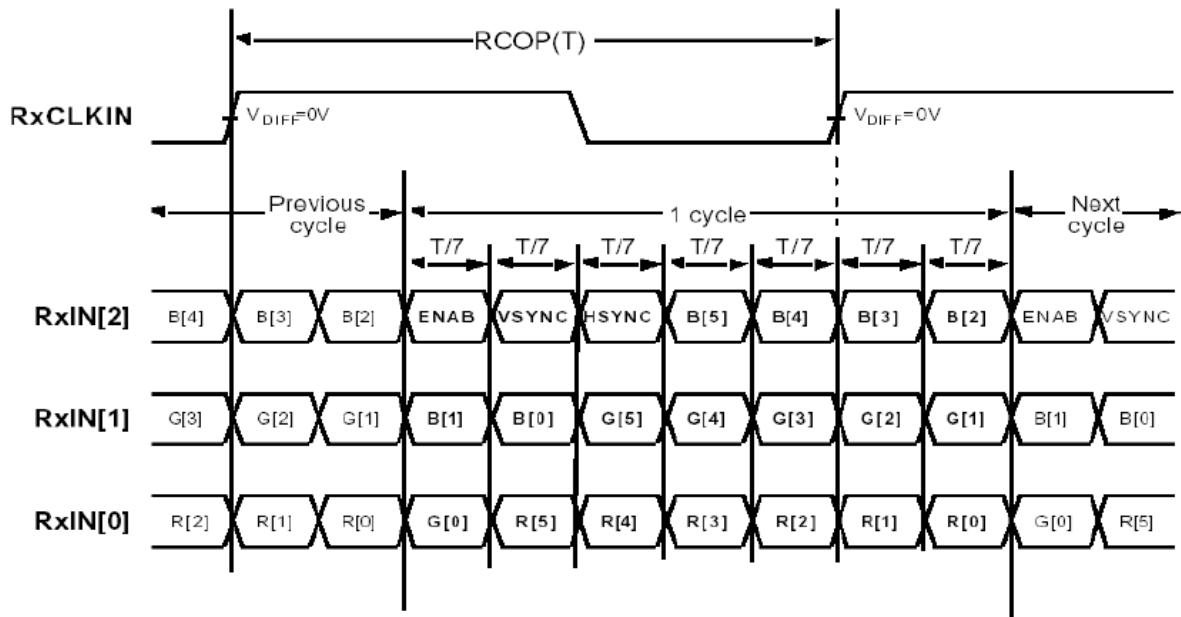 RCOP(T)
RxCLKIN
V_DIFF=0V V_DIFF=0V
Previous cycle 1 cycle Next cycle
T/7 T/7 T/7 T/7 T/7 T/7 T/7
RxIN[2] B[4] B[3] B[2] ENAB VSYNC HSYNC B[5] B[4] B[3] B[2] ENAB VSYNC
RxIN[1] G[3] G[2] G[1] B[1] B[0] G[5] G[4] G[3] G[2] G[1] B[1] B[0]
RxIN[0] R[2] R[1] R[0] G[0] R[5] R[4] R[3] R[2] R[1] R[0] G[0] R[5]